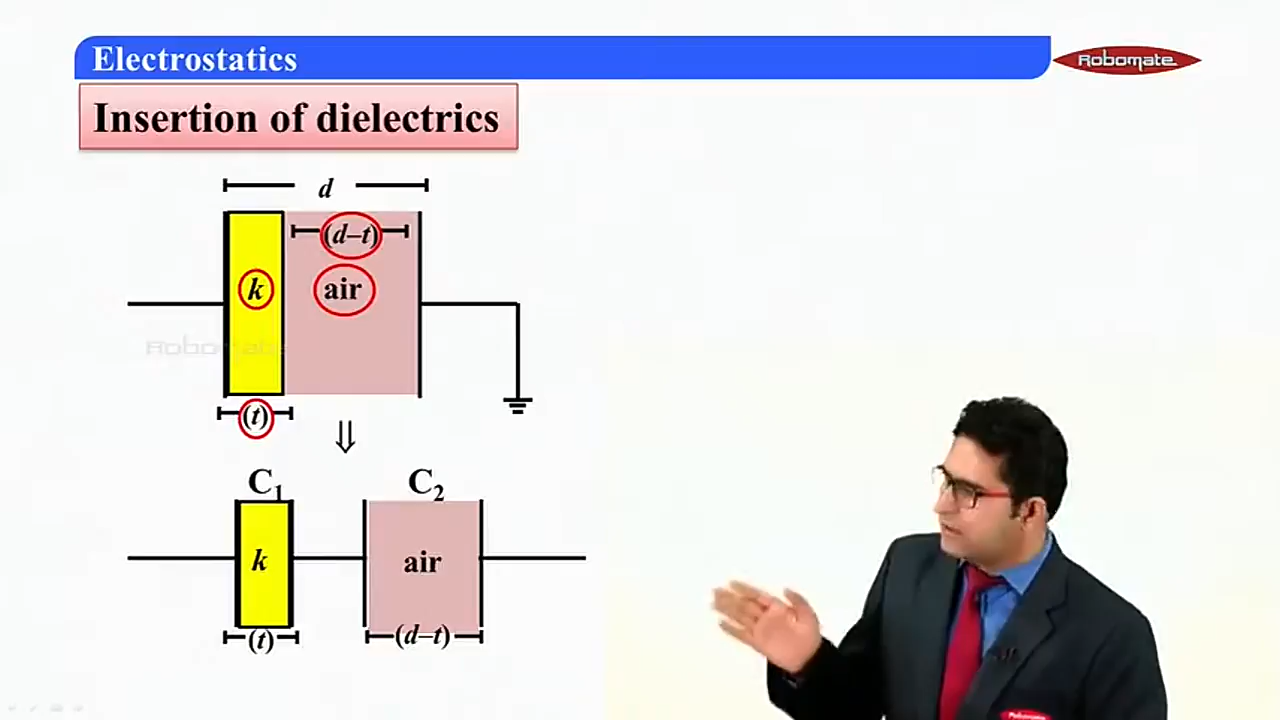 Electrostatics
Robomate
Insertion of dielectrics
d
(d–t)
k
air
Robomate
(t)
⇓
C₁
C₂
k
air
(t)
(d–t)